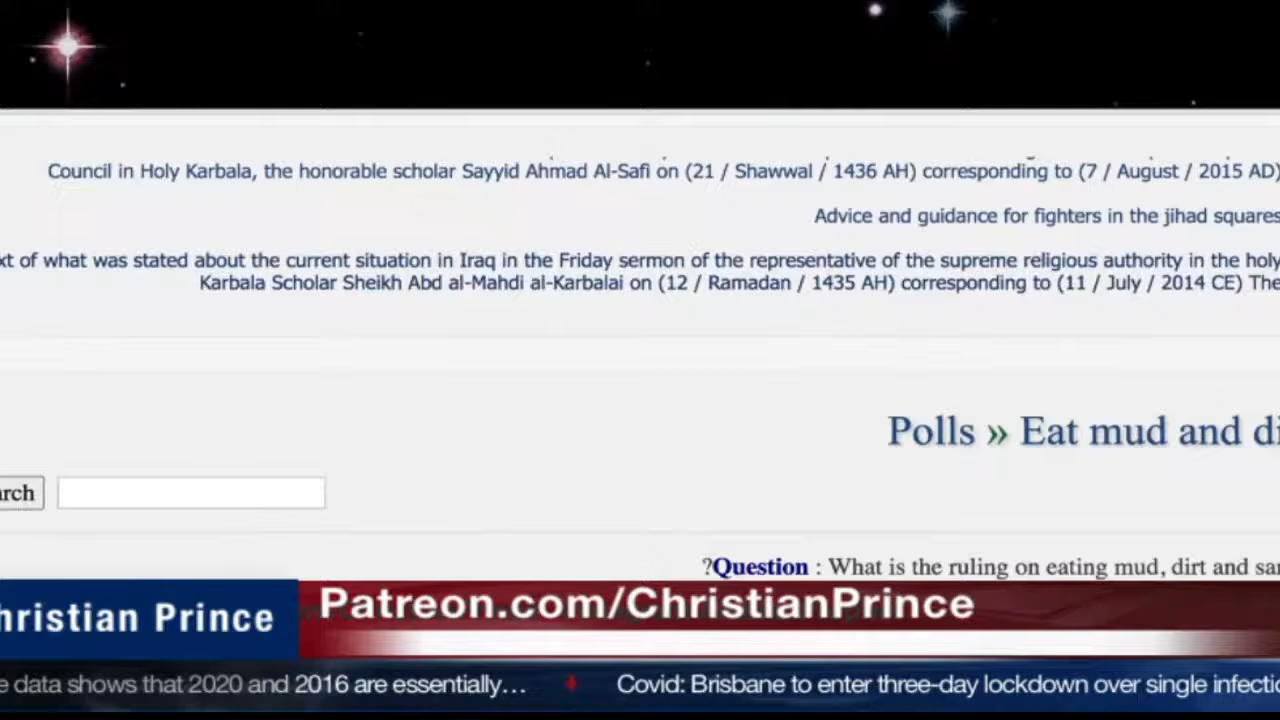 Council in Holy Karbala, the honorable scholar Sayyid Ahmad Al-Safi on (21 / Shawwal / 1436 AH) corresponding to (7 / August / 2015 AD)
Advice and guidance for fighters in the jihad squares
xt of what was stated about the current situation in Iraq in the Friday sermon of the representative of the supreme religious authority in the holy
Karbala Scholar Sheikh Abd al-Mahdi al-Karbalai on (12 / Ramadan / 1435 AH) corresponding to (11 / July / 2014 CE) The
Polls » Eat mud and di
arch
?Question : What is the ruling on eating mud, dirt and sa
hristian Prince
Patreon.com/ChristianPrince
e data shows that 2020 and 2016 are essentially... Covid: Brisbane to enter three-day lockdown over single infectio